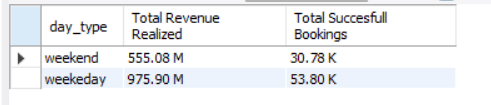 day_type Total Revenue Realized Total Succesfull Bookings
weekend 555.08 M 30.78 K
weekeday 975.90 M 53.80 K